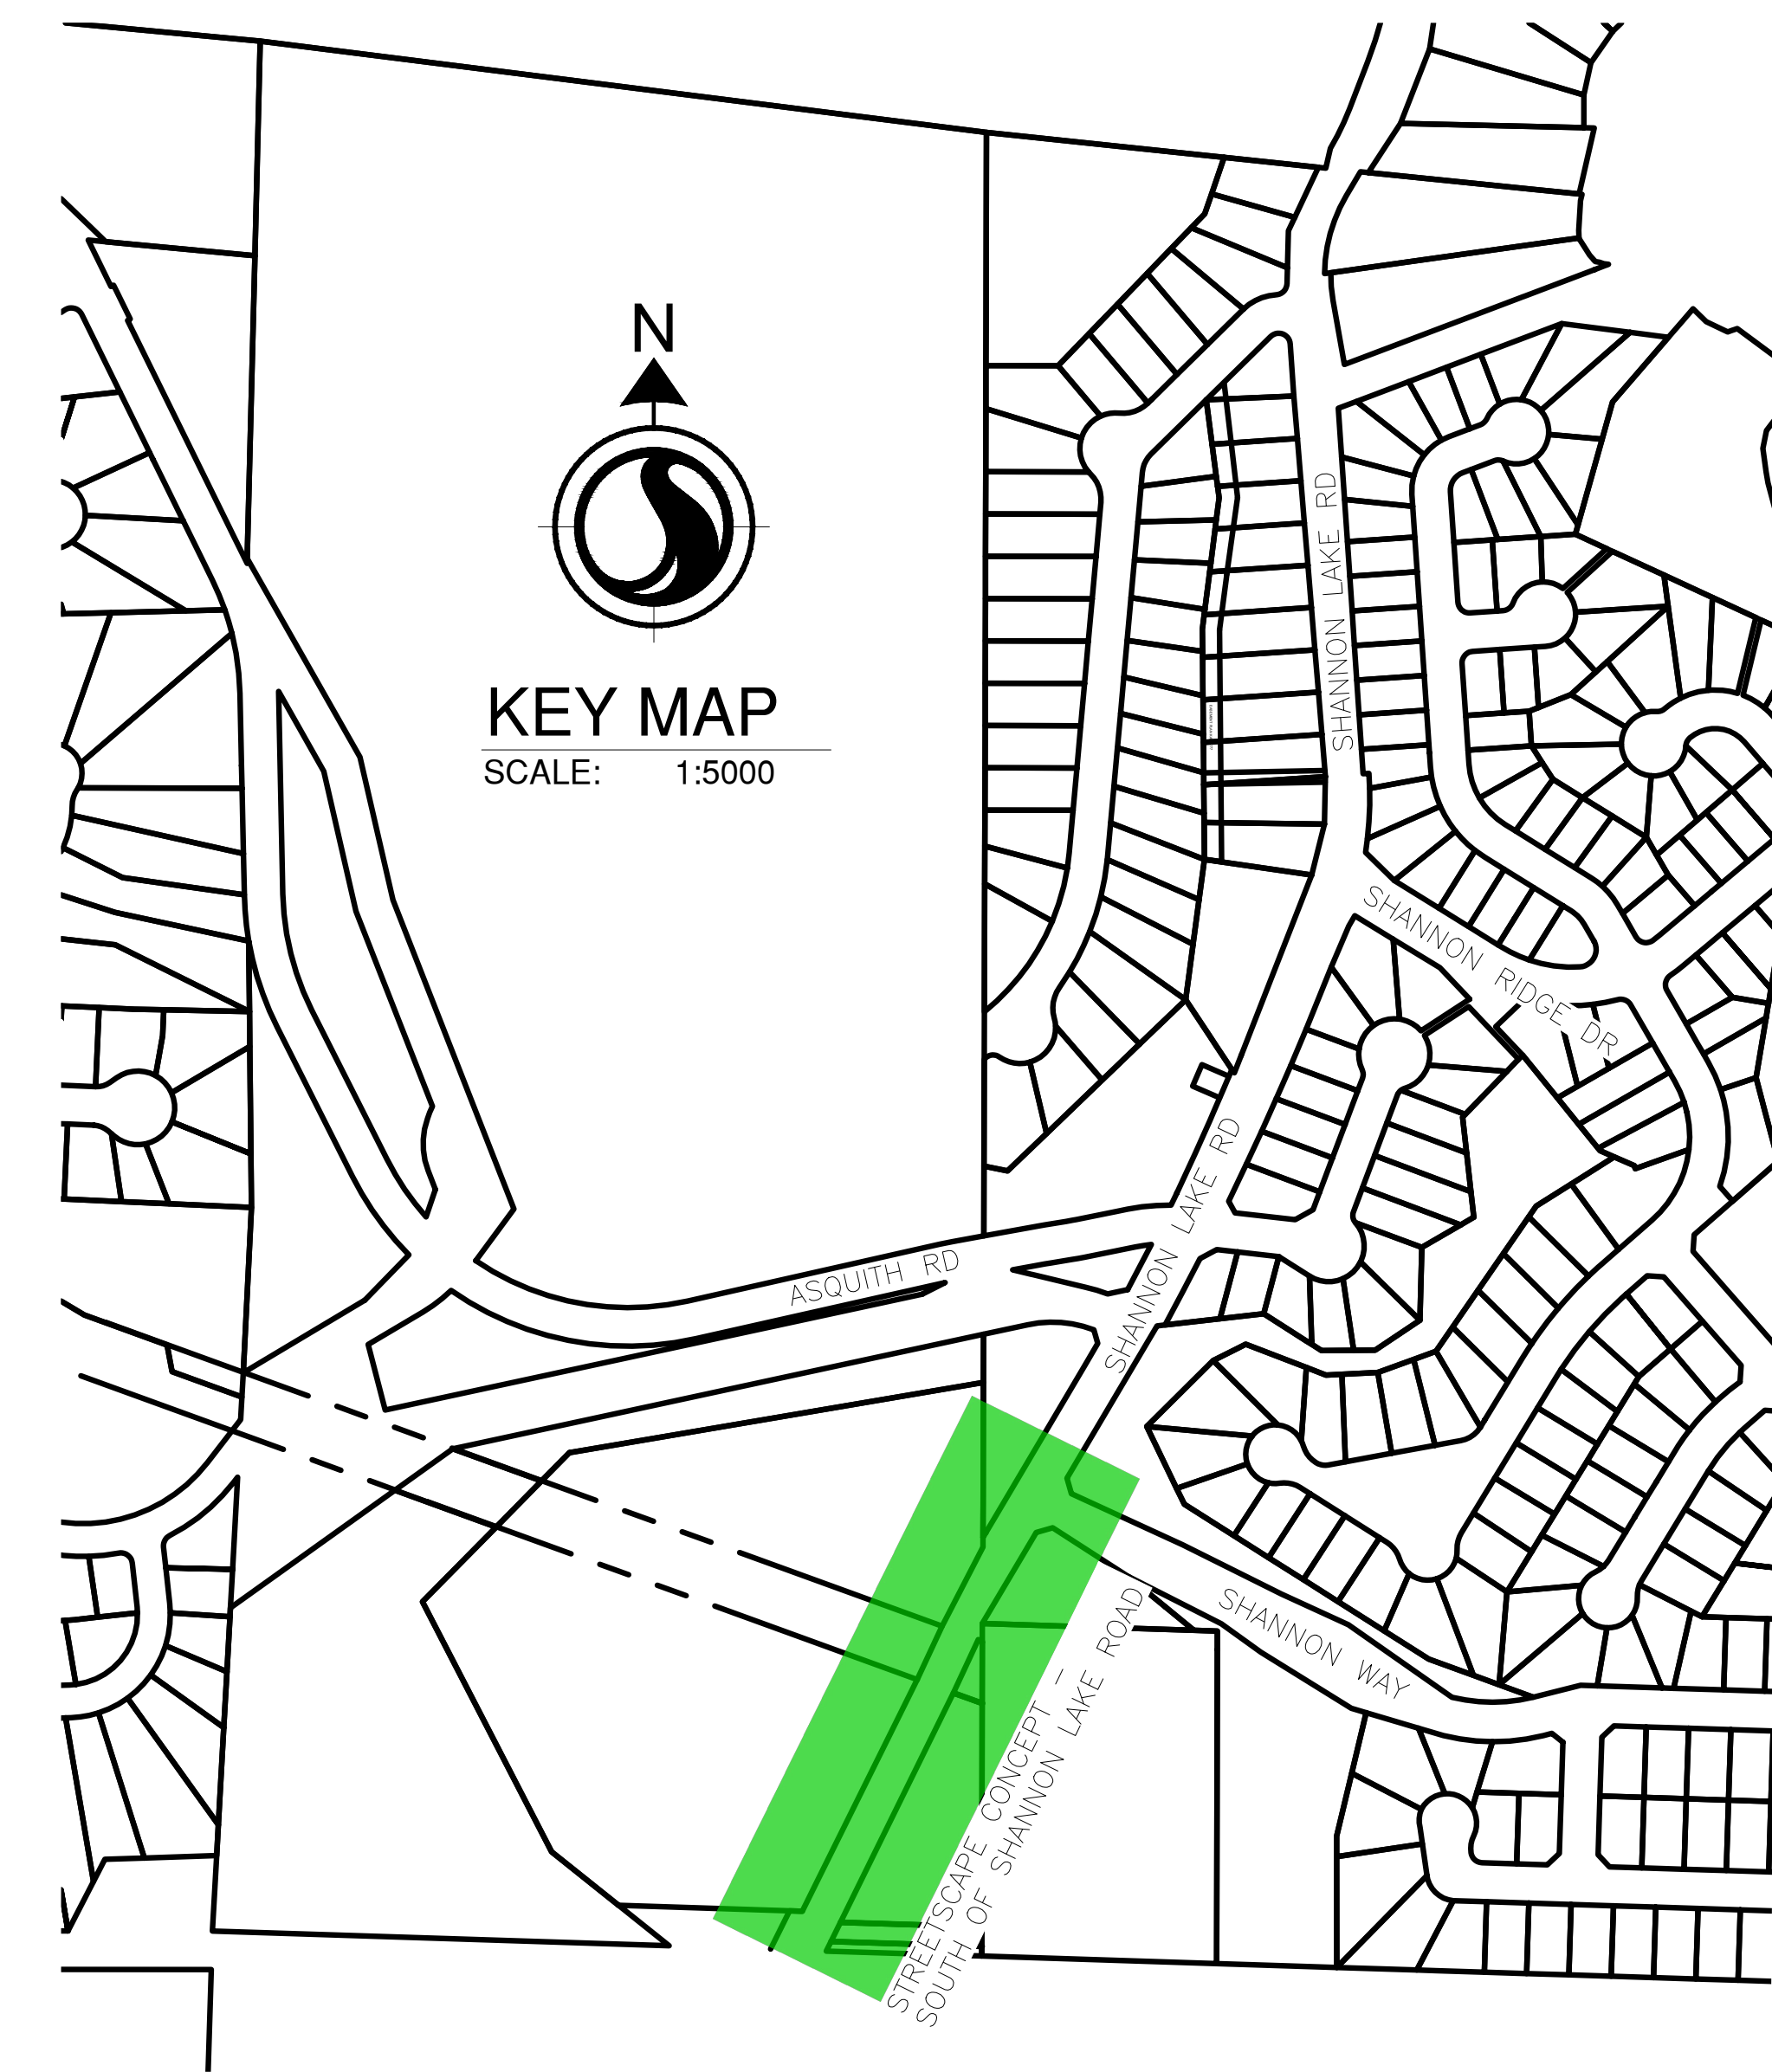 N
KEY MAP
SCALE: 1:5000
SHANNON LAKE RD
SHANNON RIDGE DR
SHANNON LAKE RD
ASQUITH RD
SHANNON WAY
STREETSCAPE CONCEPT –
SOUTH OF SHANNON LAKE ROAD